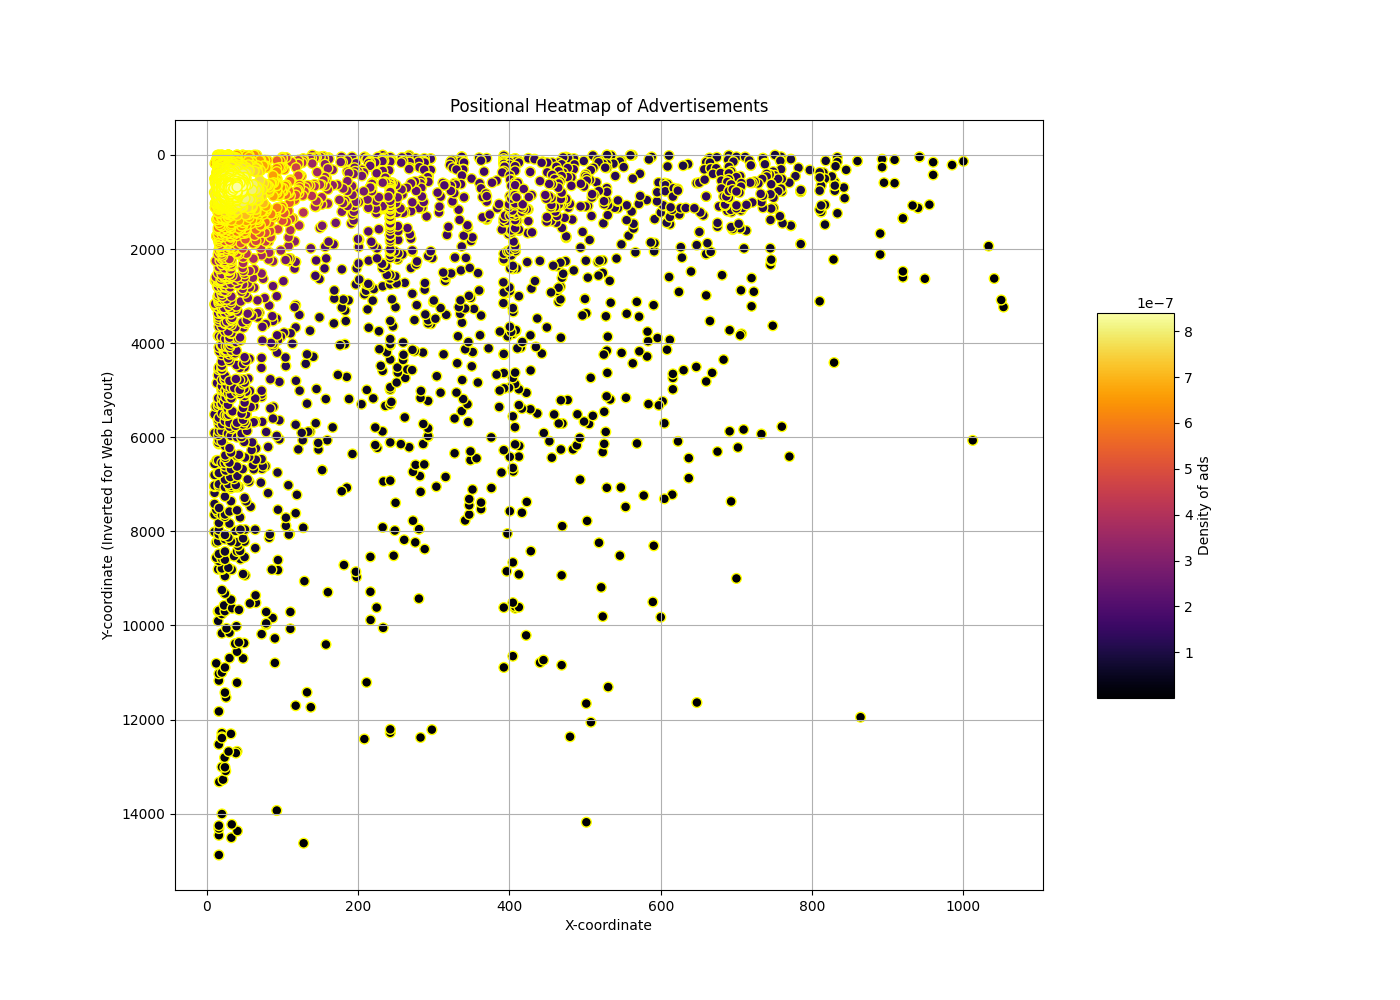 Positional Heatmap of Advertisements
0
2000
4000
6000
8000
10000
12000
14000
Y-coordinate (Inverted for Web Layout)
0 200 400 600 800 1000
X-coordinate
1e−7
8
7
6
5
4
3
2
1
Density of ads